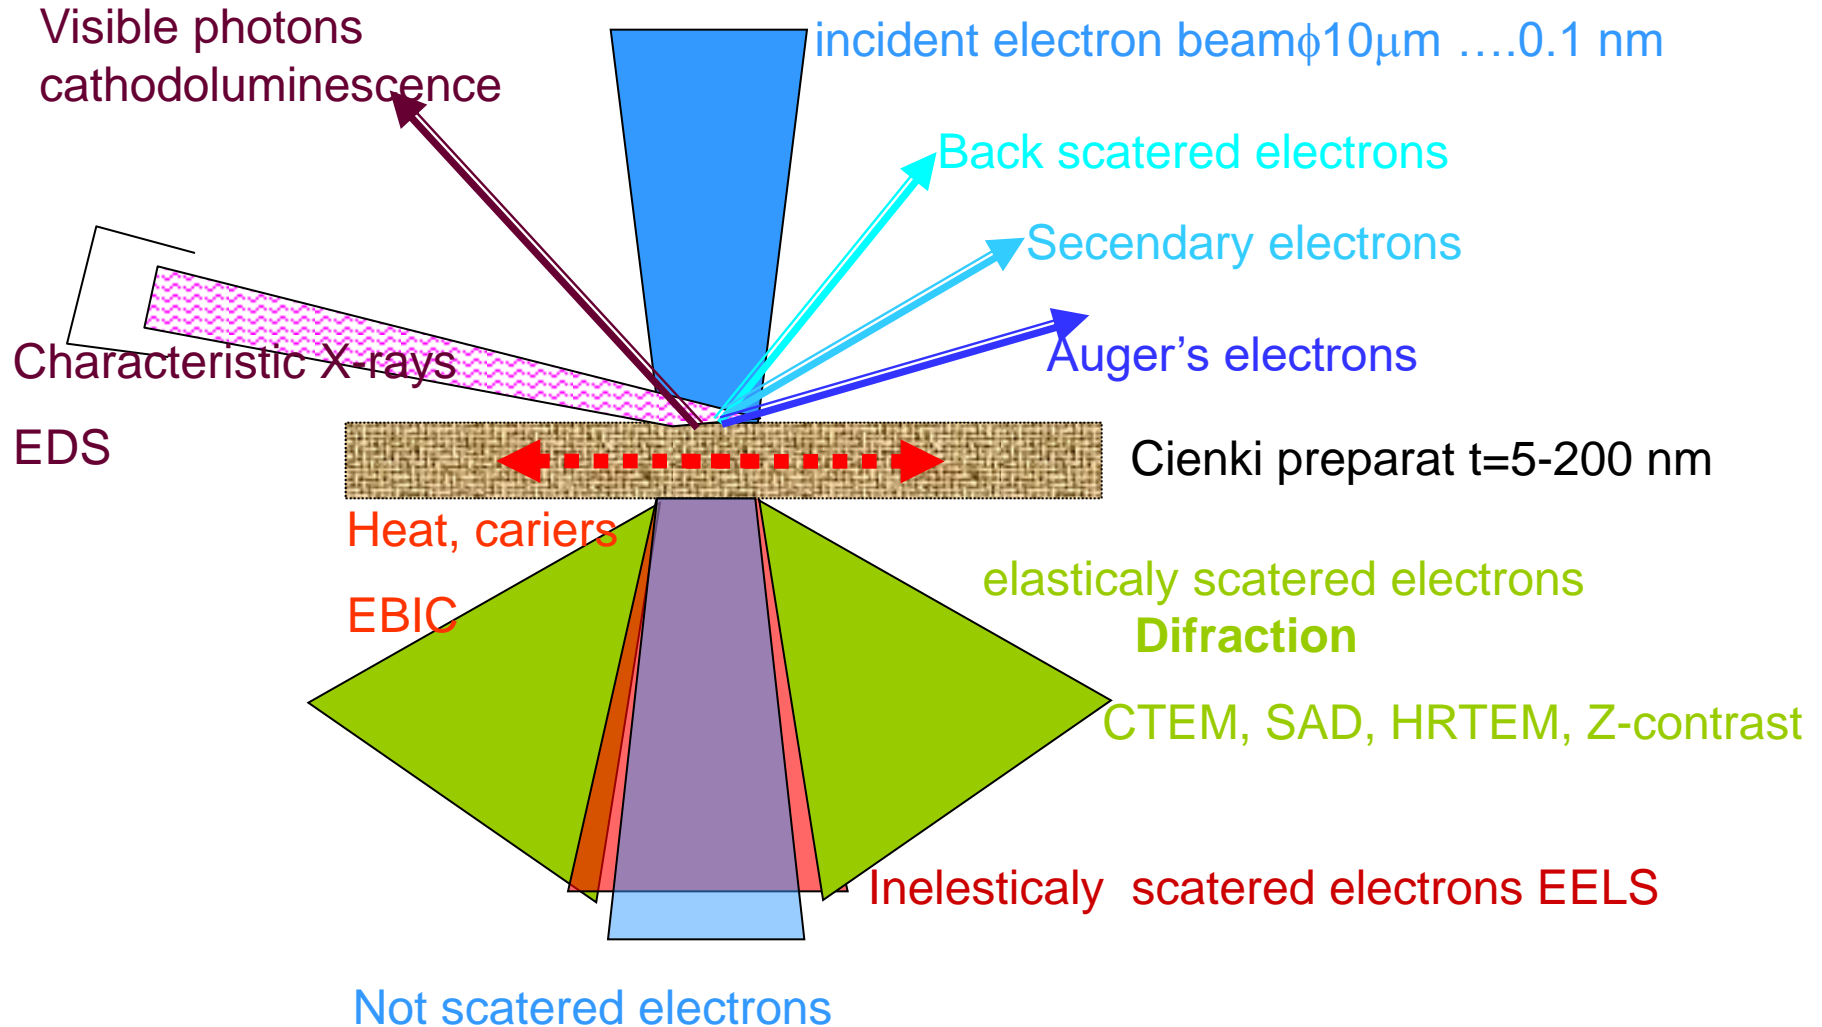 Visible photons
cathodoluminescence
incident electron beamϕ10μm ….0.1 nm
Back scatered electrons
Secendary electrons
Auger’s electrons
Characteristic X-rays
EDS
Cienki preparat t=5-200 nm
Heat, cariers
EBIC
elasticaly scatered electrons
Difraction
CTEM, SAD, HRTEM, Z-contrast
Inelesticaly scatered electrons EELS
Not scatered electrons